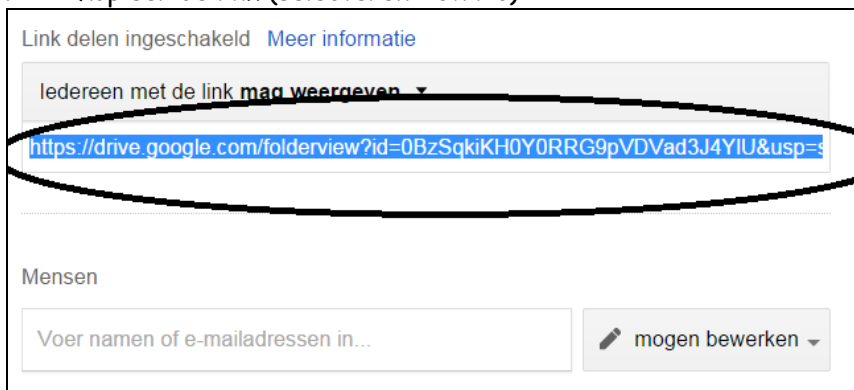 Link delen ingeschakeld Meer informatie
Iedereen met de link mag weergeven
https://drive.google.com/folderview?id=0BzSqkiKH0Y0RRG9pVDVad3J4YlU&usp=s
Mensen
Voer namen of e-mailadressen in...
mogen bewerken